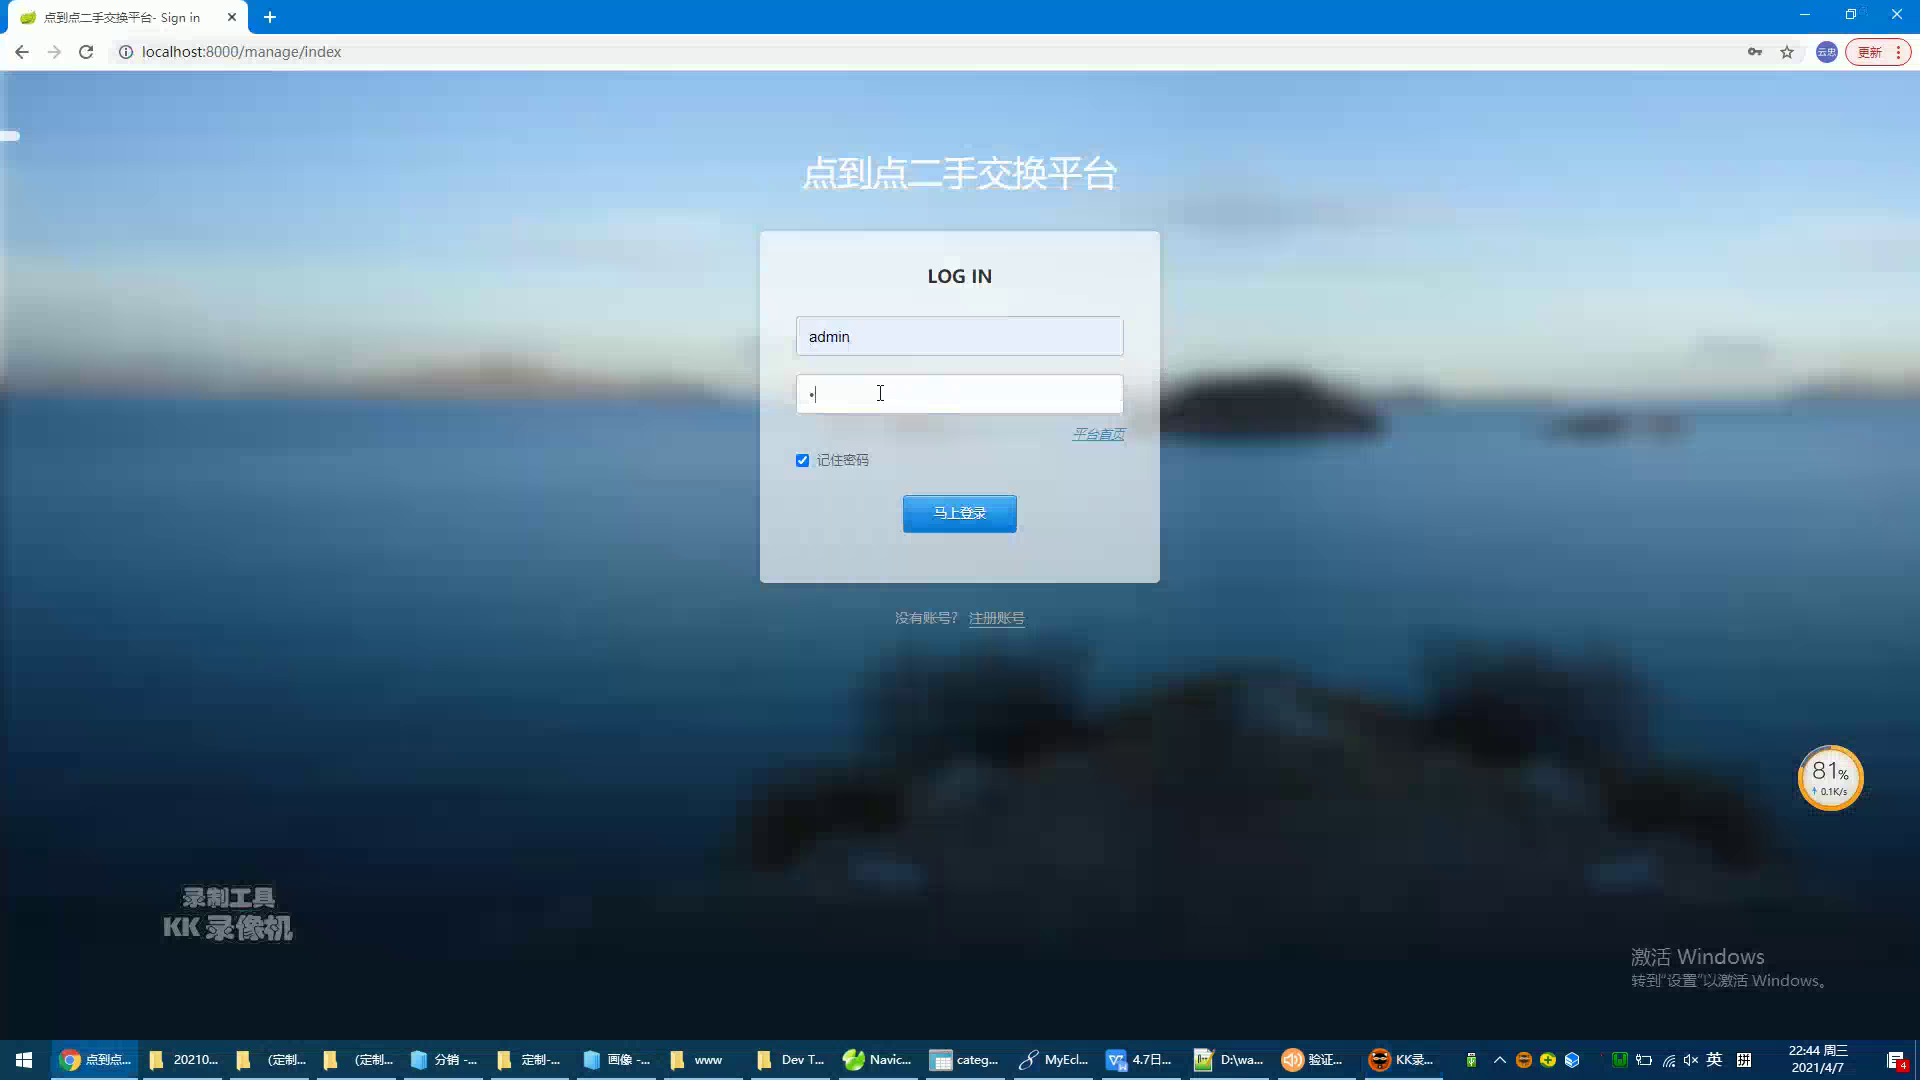 点到点二手交换平台- Sign in
localhost:8000/manage/index
云忠
更新
点到点二手交换平台
LOG IN
admin
平台首页
记住密码
马上登录
没有账号? 注册账号
81%
0.1K/s
录制工具
KK 录像机
激活 Windows
转到"设置"以激活 Windows。
点到点...
20210...
(定制...
(定制...
分销 -...
定制-...
画像 -...
www
Dev T...
Navic...
categ...
MyEcl...
4.7日...
D:\wa...
验证...
KK录...
英
拼
22:44 周三
2021/4/7
4